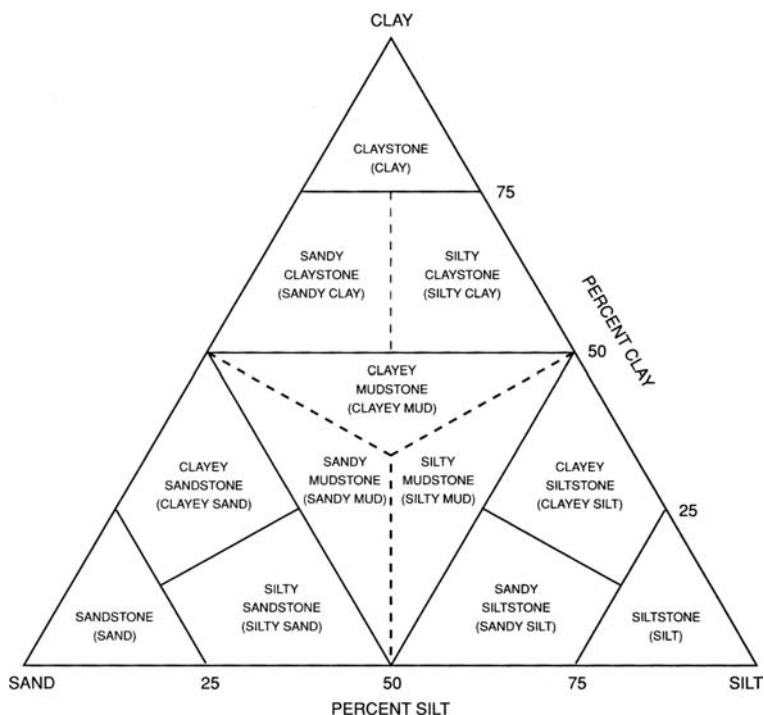 CLAY
CLAYSTONE
(CLAY)
75
SANDY
CLAYSTONE
(SANDY CLAY)
SILTY
CLAYSTONE
(SILTY CLAY)
PERCENT CLAY
50
CLAYEY
MUDSTONE
(CLAYEY MUD)
CLAYEY
SANDSTONE
(CLAYEY SAND)
SANDY
MUDSTONE
(SANDY MUD)
SILTY
MUDSTONE
(SILTY MUD)
CLAYEY
SILTSTONE
(CLAYEY SILT)
25
SANDSTONE
(SAND)
SILTY
SANDSTONE
(SILTY SAND)
SANDY
SILTSTONE
(SANDY SILT)
SILTSTONE
(SILT)
SAND
25
50
75
SILT
PERCENT SILT